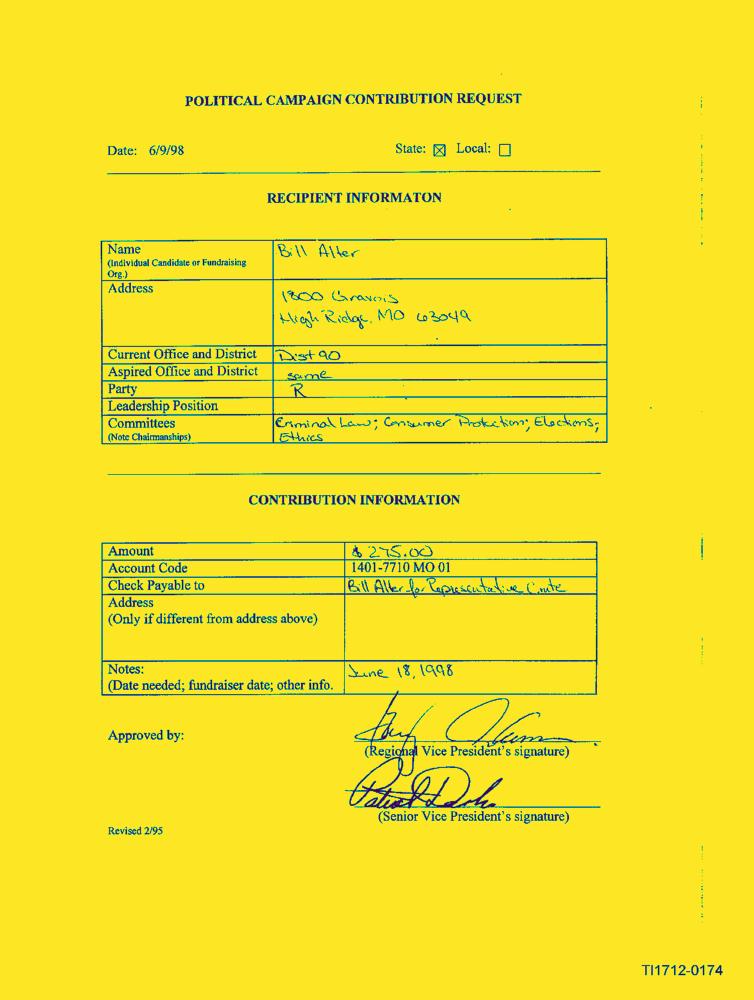 POLITICAL CAMPAIGN CONTRIBUTION REQUEST
Date: 6/9/98 State: ☒ Local: ☐
RECIPIENT INFORMATON
Name Bill Alter
(Individual Candidate or Fundraising
Org.)
Address
1800 Gravois
High Ridge, MO 63049
Current Office and District Dist 90
Aspired Office and District same
Party R
Leadership Position
Committees Criminal Law; Consumer Protection; Elections;
(Note Chairmanships) Ethics
CONTRIBUTION INFORMATION
Amount $ 275.00
Account Code 1401-7710 MO 01
Check Payable to Bill Alter for Representative Cmte
Address
(Only if different from address above)
Notes: June 18, 1998
(Date needed; fundraiser date; other info.
Approved by:
(Regional Vice President's signature)
(Senior Vice President's signature)
Revised 2/95
TI1712-0174